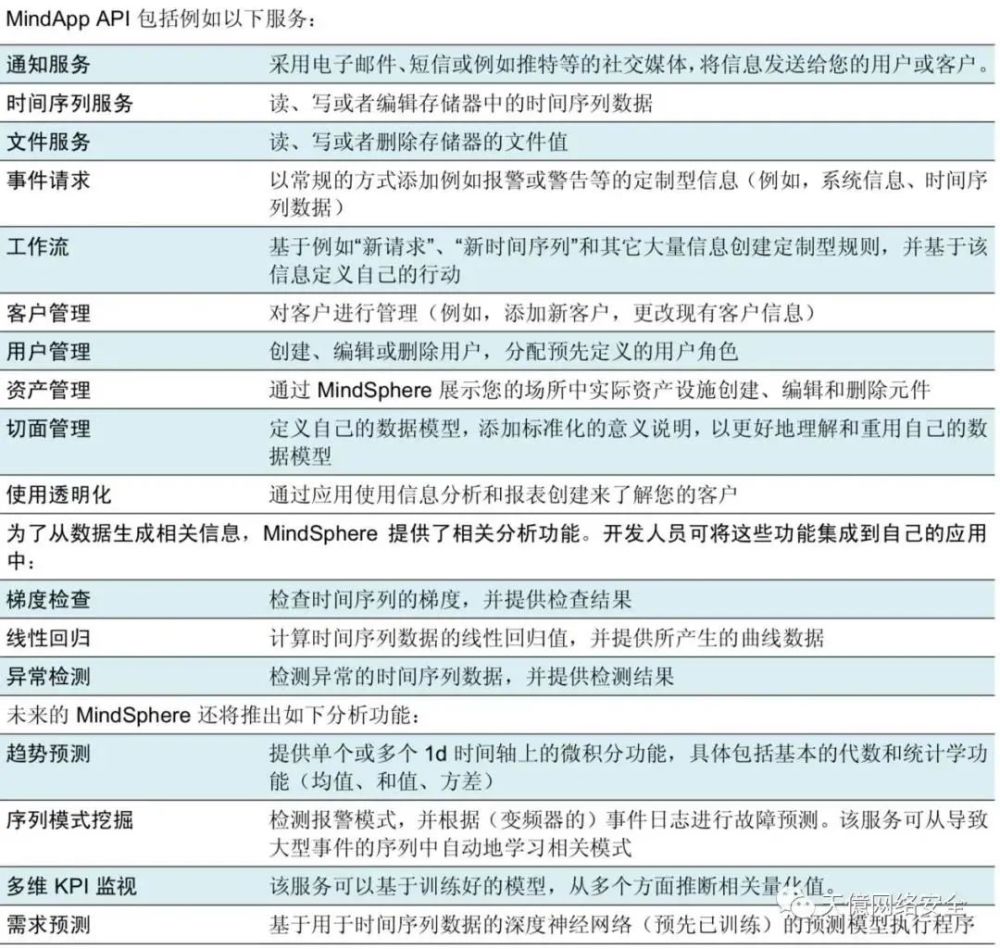 MindApp API 包括例如以下服务：
通知服务 采用电子邮件、短信或例如推特等的社交媒体，将信息发送给您的用户或客户。
时间序列服务 读、写或者编辑存储器中的时间序列数据
文件服务 读、写或者删除存储器的文件值
事件请求 以常规的方式添加例如报警或警告等的定制型信息（例如，系统信息、时间序
列数据）
工作流 基于例如“新请求”、“新时间序列”和其它大量信息创建定制型规则，并基于该
信息定义自己的行动
客户管理 对客户进行管理（例如，添加新客户，更改现有客户信息）
用户管理 创建、编辑或删除用户，分配预先定义的用户角色
资产管理 通过 MindSphere 展示您的场所中实际资产设施创建、编辑和删除元件
切面管理 定义自己的数据模型，添加标准化的意义说明，以更好地理解和重用自己的数
据模型
使用透明化 通过应用使用信息分析和报表创建来了解您的客户
为了从数据生成相关信息，MindSphere 提供了相关分析功能。开发人员可将这些功能集成到自己的应用
中：
梯度检查 检查时间序列的梯度，并提供检查结果
线性回归 计算时间序列数据的线性回归值，并提供所产生的曲线数据
异常检测 检测异常的时间序列数据，并提供检测结果
未来的 MindSphere 还将推出如下分析功能：
趋势预测 提供单个或多个 1d 时间轴上的微积分功能，具体包括基本的代数和统计学功
能（均值、和值、方差）
序列模式挖掘 检测报警模式，并根据（变频器的）事件日志进行故障预测。该服务可从导致
大型事件的序列中自动地学习相关模式
多维 KPI 监视 该服务可以基于训练好的模型，从多个方面推断相关量化值。
天億网络安全
需求预测 基于用于时间序列数据的深度神经网络（预先已训练）的预测模型执行程序